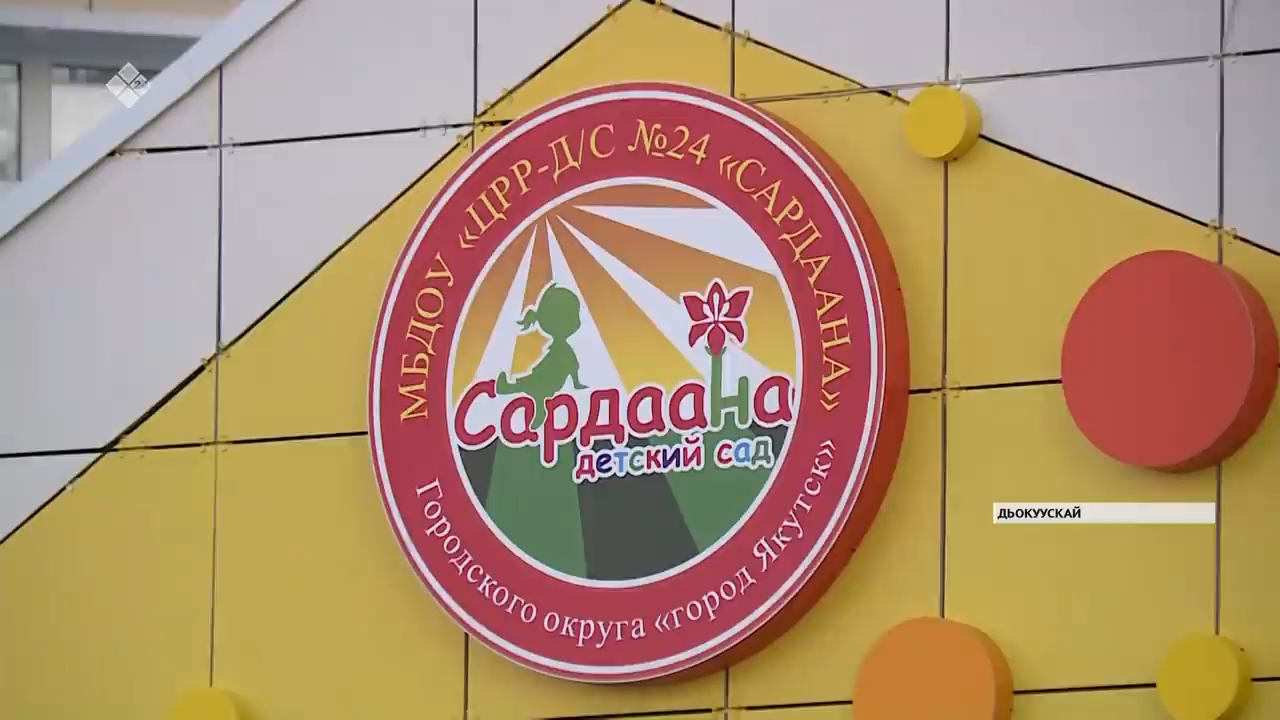 МБДОУ «ЦРР-Д/С №24 «САРДААНА»
Сардаана
детский сад
Городского округа «город Якутск»
ДЬОКУУСКАЙ